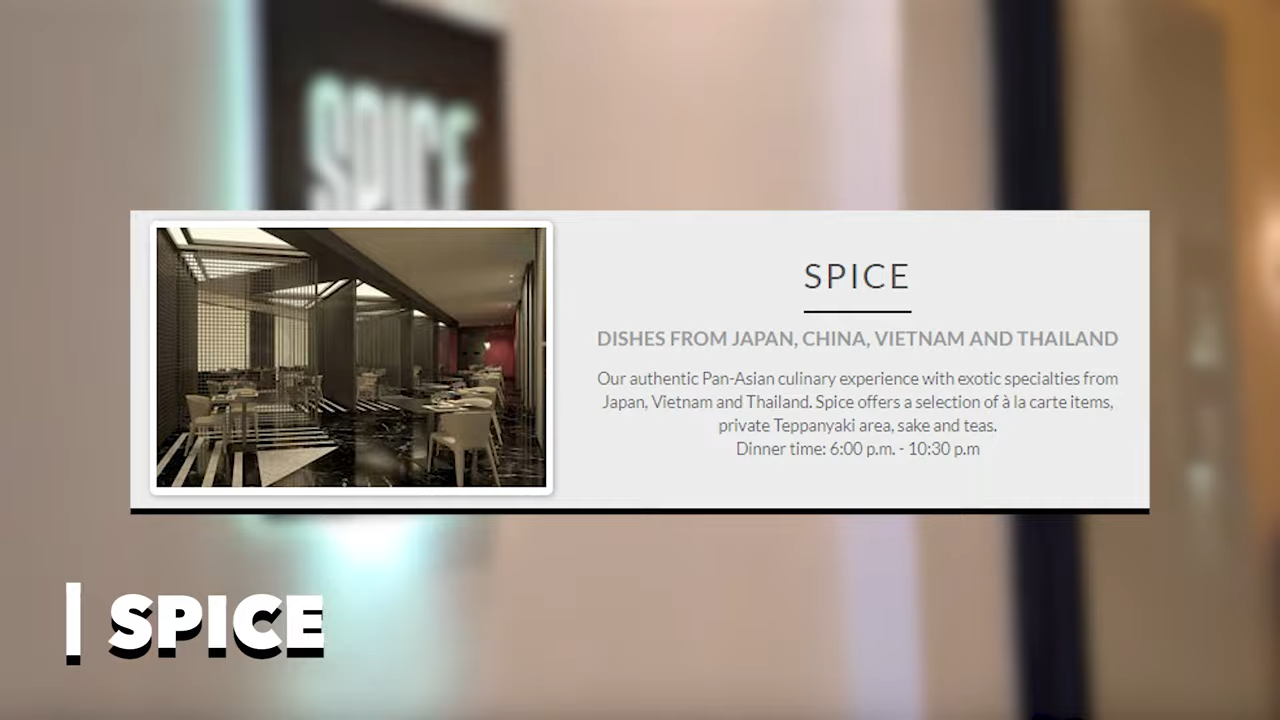 SPICE
SPICE
DISHES FROM JAPAN, CHINA, VIETNAM AND THAILAND
Our authentic Pan-Asian culinary experience with exotic specialties from
Japan, Vietnam and Thailand. Spice offers a selection of à la carte items,
private Teppanyaki area, sake and teas.
Dinner time: 6:00 p.m. - 10:30 p.m
SPICE